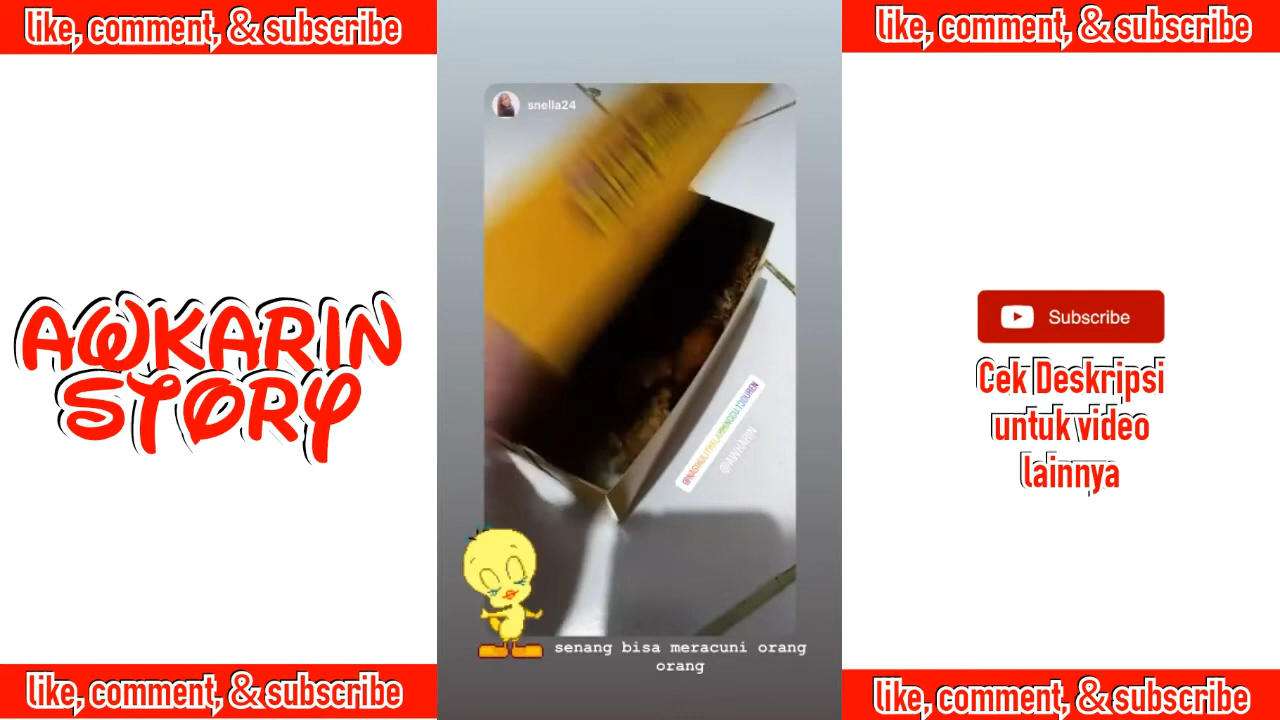 like, comment, & subscribe
like, comment, & subscribe
snella24
AWKARIN
STORY
@AWKARIN
Subscribe
Cek Deskripsi
untuk video
lainnya
senang bisa meracuni orang
orang
like, comment, & subscribe
like, comment, & subscribe